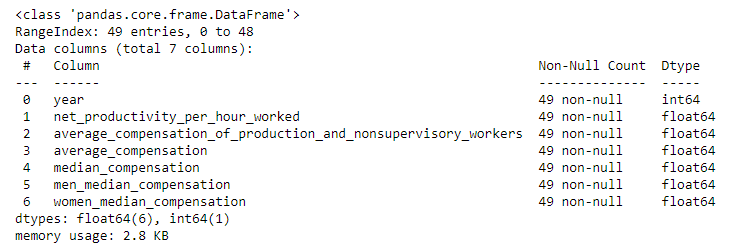 <class 'pandas.core.frame.DataFrame'>
RangeIndex: 49 entries, 0 to 48
Data columns (total 7 columns):
 #   Column                                                  Non-Null Count  Dtype
---  ------                                                  --------------  -----
 0   year                                                    49 non-null     int64
 1   net_productivity_per_hour_worked                        49 non-null     float64
 2   average_compensation_of_production_and_nonsupervisory_workers  49 non-null     float64
 3   average_compensation                                    49 non-null     float64
 4   median_compensation                                     49 non-null     float64
 5   men_median_compensation                                 49 non-null     float64
 6   women_median_compensation                               49 non-null     float64
dtypes: float64(6), int64(1)
memory usage: 2.8 KB